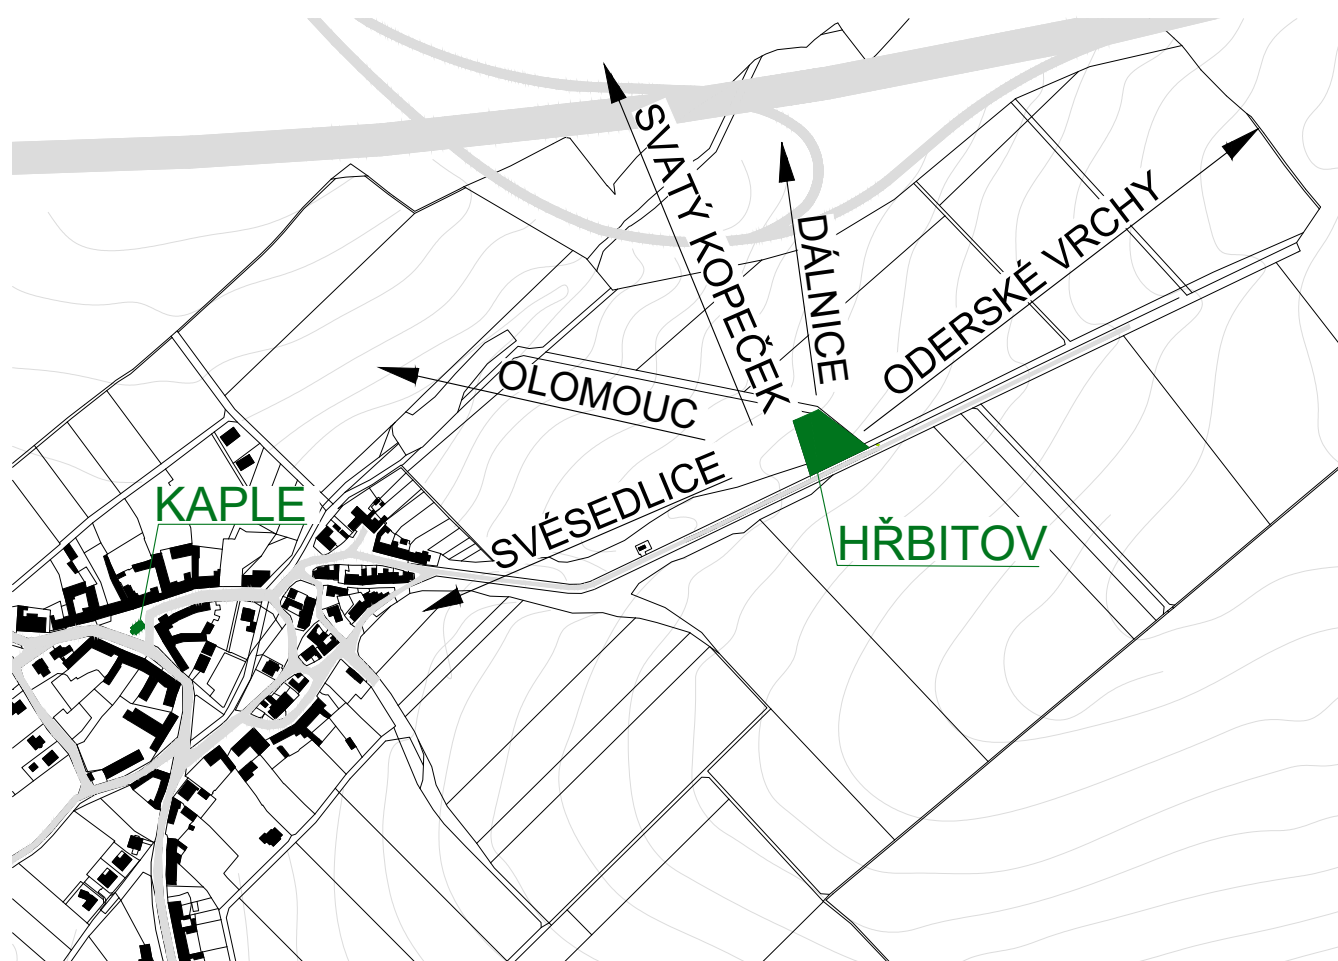 SVATÝ KOPEČEK
DÁLNICE
ODERSKÉ VRCHY
OLOMOUC
SVÉSEDLICE
KAPLE
HŘBITOV